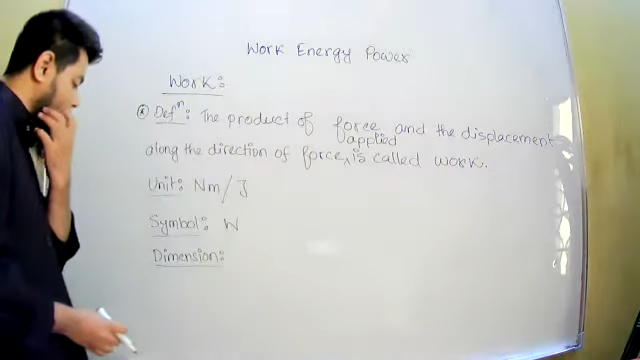 Work Energy Power
Work:
* Defⁿ: The product of force and the displacement
along the direction of force ^ applied is called work.
Unit: Nm/J
Symbol: W
Dimension: